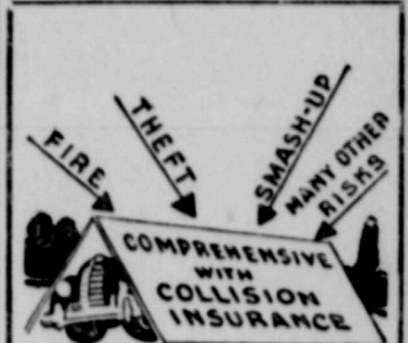 FIRE
THEFT
SMASH-UP
MANY OTHER
RISKS
COMPREHENSIVE
WITH
COLLISION
INSURANCE